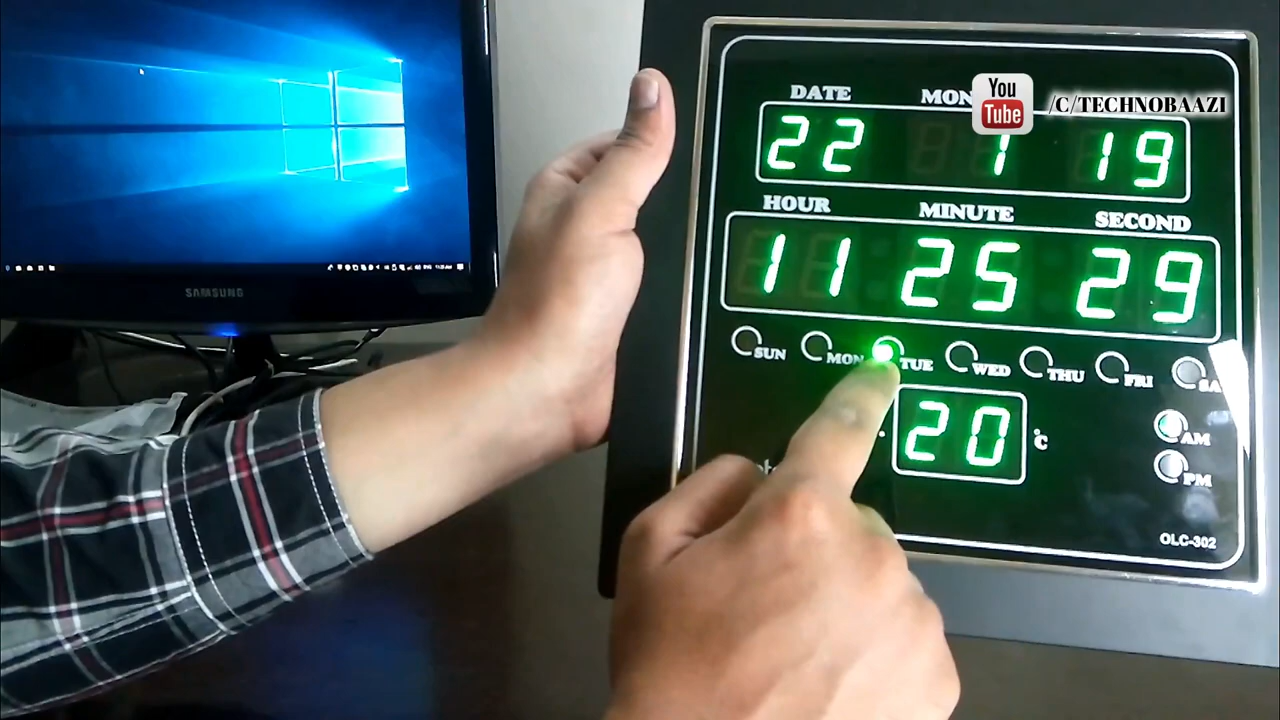 DATE MON
You Tube /C/TECHNOBAAZI
22 1 19
HOUR MINUTE SECOND
11 25 29
SUN MON TUE WED THU FRI
20 °C
AM
PM
OLC-302
SAMSUNG